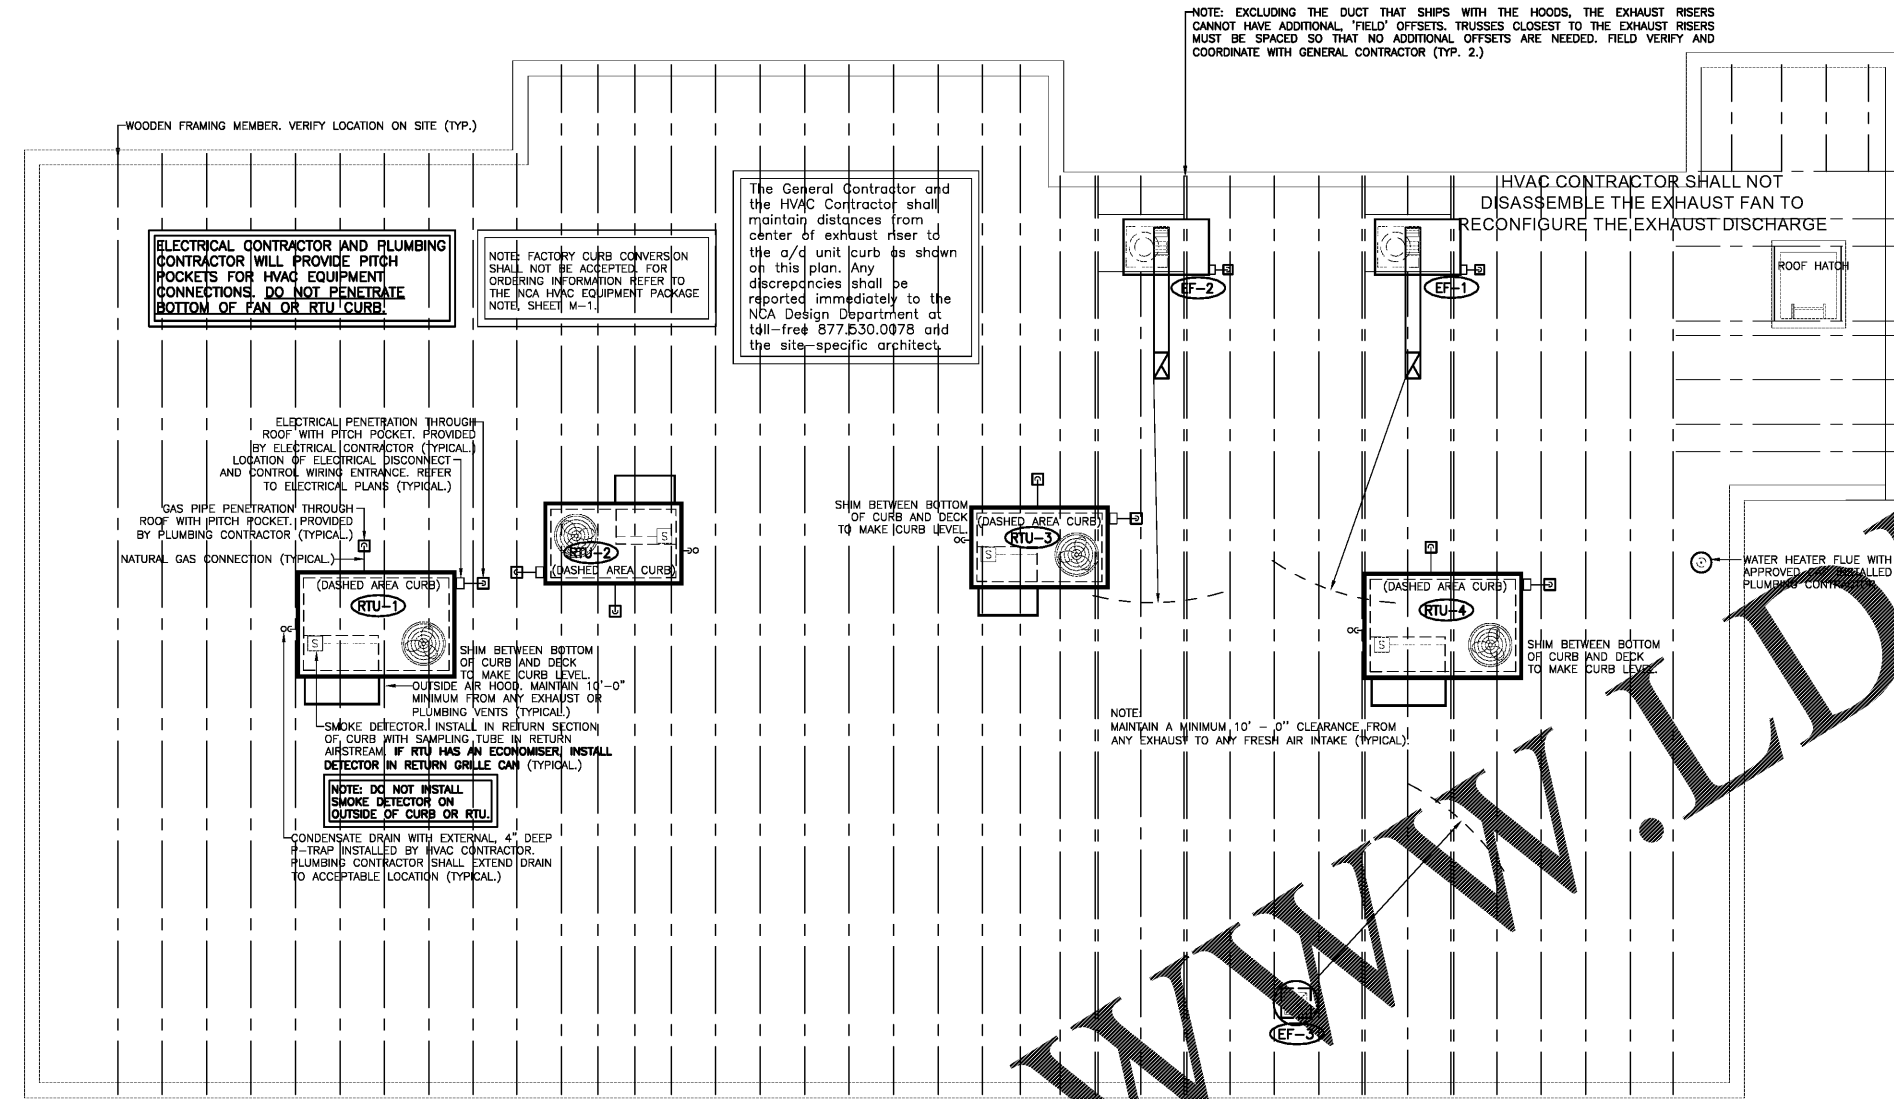 NOTE: EXCLUDING THE DUCT THAT SHIPS WITH THE HOODS, THE EXHAUST RISERS
CANNOT HAVE ADDITIONAL, 'FIELD' OFFSETS. TRUSSES CLOSEST TO THE EXHAUST RISERS
MUST BE SPACED SO THAT NO ADDITIONAL OFFSETS ARE NEEDED. FIELD VERIFY AND
COORDINATE WITH GENERAL CONTRACTOR (TYP. 2.)
WOODEN FRAMING MEMBER. VERIFY LOCATION ON SITE (TYP.)
ELECTRICAL CONTRACTOR AND PLUMBING
CONTRACTOR WILL PROVIDE PITCH
POCKETS FOR HVAC EQUIPMENT
CONNECTIONS. DO NOT PENETRATE
BOTTOM OF FAN OR RTU CURB.
NOTE: FACTORY CURB CONVERSION
SHALL NOT BE ACCEPTED. FOR
ORDERING INFORMATION REFER TO
THE NCA HVAC EQUIPMENT PACKAGE
NOTE, SHEET M-1.
The General Contractor and
the HVAC Contractor shall
maintain distances from
center of exhaust riser to
the a/c unit curb as shown
on this plan. Any
discrepancies shall be
reported immediately to the
NCA Design Department at
toll-free 877.530.0078 and
the site-specific architect.
HVAC CONTRACTOR SHALL NOT
DISASSEMBLE THE EXHAUST FAN TO
RECONFIGURE THE EXHAUST DISCHARGE
EF-2
EF-1
ROOF HATCH
ELECTRICAL PENETRATION THROUGH
ROOF WITH PITCH POCKET. PROVIDED
BY ELECTRICAL CONTRACTOR (TYPICAL.)
LOCATION OF ELECTRICAL DISCONNECT
AND CONTROL WIRING ENTRANCE. REFER
TO ELECTRICAL PLANS (TYPICAL.)
GAS PIPE PENETRATION THROUGH
ROOF WITH PITCH POCKET. PROVIDED
BY PLUMBING CONTRACTOR (TYPICAL.)
NATURAL GAS CONNECTION (TYPICAL.)
(DASHED AREA CURB)
RTU-1
S
S
RTU-2
(DASHED AREA CURB)
SHIM BETWEEN BOTTOM
OF CURB AND DECK
TO MAKE CURB LEVEL.
(DASHED AREA CURB)
RTU-3
S
(DASHED AREA CURB)
RTU-4
S
WATER HEATER FLUE WITH
APPROVED CAP INSTALLED
PLUMBING CONTRACTOR
SHIM BETWEEN BOTTOM
OF CURB AND DECK
TO MAKE CURB LEVEL.
SHIM BETWEEN BOTTOM
OF CURB AND DECK
TO MAKE CURB LEVEL.
OUTSIDE AIR HOOD. MAINTAIN 10'-0"
MINIMUM FROM ANY EXHAUST OR
PLUMBING VENTS (TYPICAL.)
SMOKE DETECTOR. INSTALL IN RETURN SECTION
OF CURB WITH SAMPLING TUBE IN RETURN
AIRSTREAM. IF RTU HAS AN ECONOMISER, INSTALL
DETECTOR IN RETURN GRILLE CAN (TYPICAL.)
NOTE: DO NOT INSTALL
SMOKE DETECTOR ON
OUTSIDE OF CURB OR RTU.
CONDENSATE DRAIN WITH EXTERNAL, 4" DEEP
P-TRAP INSTALLED BY HVAC CONTRACTOR.
PLUMBING CONTRACTOR SHALL EXTEND DRAIN
TO ACCEPTABLE LOCATION (TYPICAL.)
NOTE:
MAINTAIN A MINIMUM 10' - 0" CLEARANCE FROM
ANY EXHAUST TO ANY FRESH AIR INTAKE (TYPICAL).
EF-3
WWW.LD